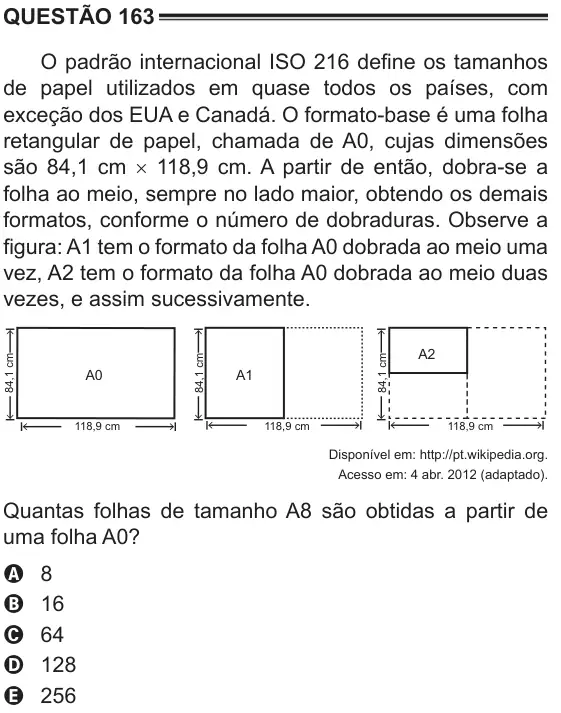 QUESTÃO 163
O padrão internacional ISO 216 define os tamanhos
de papel utilizados em quase todos os países, com
exceção dos EUA e Canadá. O formato-base é uma folha
retangular de papel, chamada de A0, cujas dimensões
são 84,1 cm × 118,9 cm. A partir de então, dobra-se a
folha ao meio, sempre no lado maior, obtendo os demais
formatos, conforme o número de dobraduras. Observe a
figura: A1 tem o formato da folha A0 dobrada ao meio uma
vez, A2 tem o formato da folha A0 dobrada ao meio duas
vezes, e assim sucessivamente.
84,1 cm
A0
118,9 cm
84,1 cm
A1
118,9 cm
84,1 cm
A2
118,9 cm
Disponível em: http://pt.wikipedia.org.
Acesso em: 4 abr. 2012 (adaptado).
Quantas folhas de tamanho A8 são obtidas a partir de
uma folha A0?
A 8
B 16
C 64
D 128
E 256